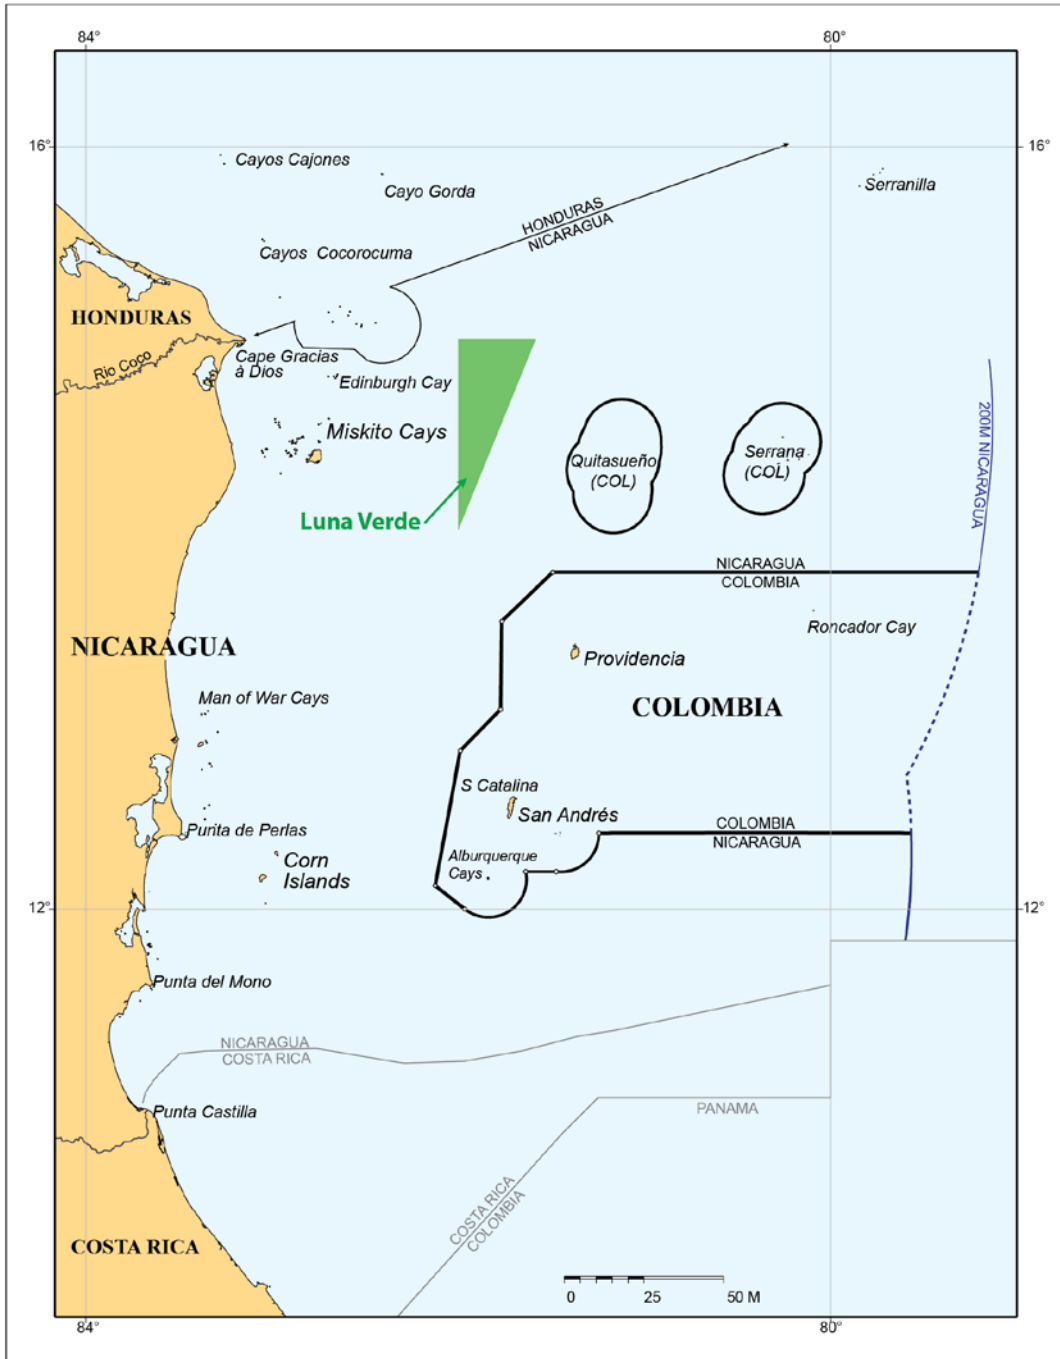 84°
80°
16°
16°
Cayos Cajones
Cayo Gorda
Serranilla
HONDURAS
NICARAGUA
Cayos Cocorocuma
HONDURAS
Rio Coco
Cape Gracias
à Dios
Edinburgh Cay
Miskito Cays
Luna Verde
Quitasueño
(COL)
Serrana
(COL)
200M NICARAGUA
NICARAGUA
COLOMBIA
Roncador Cay
NICARAGUA
Providencia
Man of War Cays
COLOMBIA
S Catalina
San Andrés
Punta de Perlas
COLOMBIA
NICARAGUA
Corn
Islands
Alburquerque
Cays
12°
12°
Punta del Mono
NICARAGUA
COSTA RICA
Punta Castilla
PANAMA
COSTA RICA
COLOMBIA
COSTA RICA
0 25 50 M
84°
80°